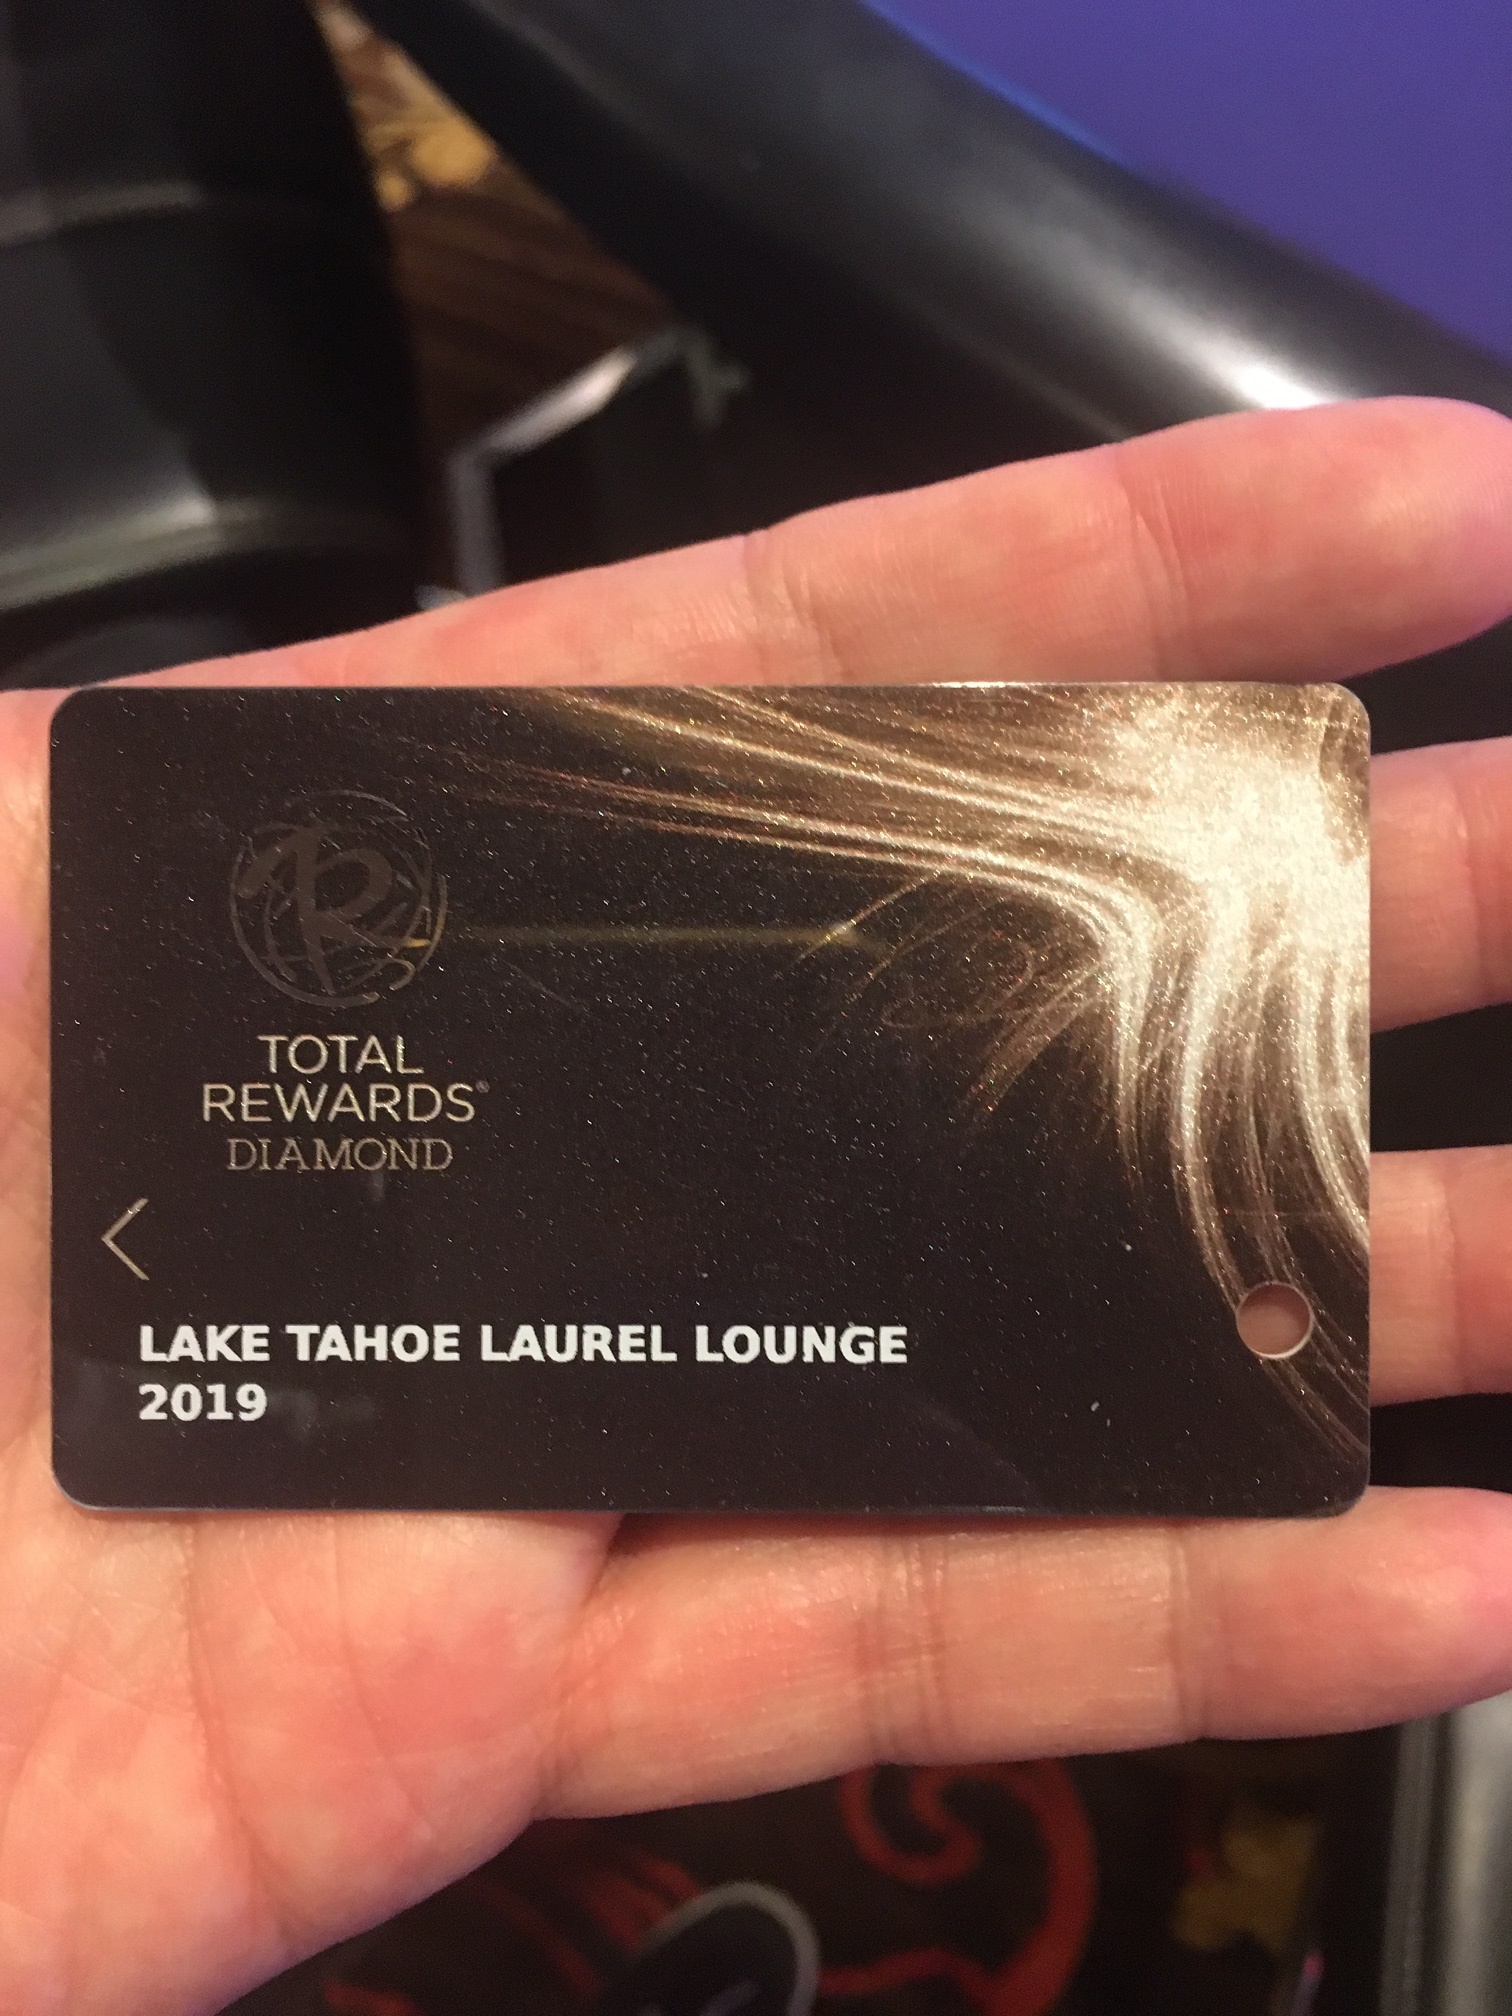 TOTAL
REWARDS®
DIAMOND
<
LAKE TAHOE LAUREL LOUNGE
2019